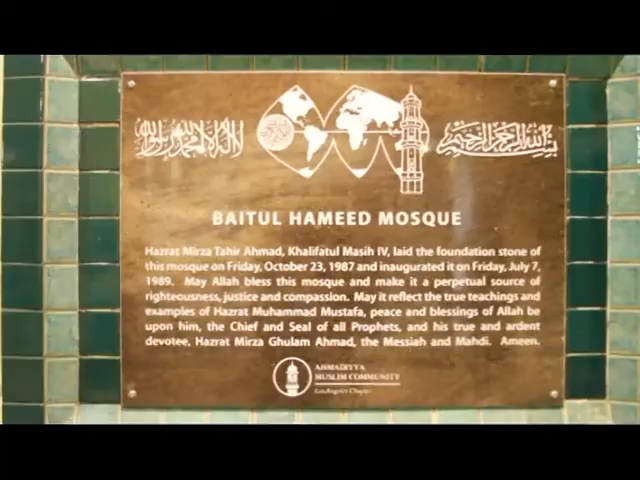 لا إله إلا الله محمد رسول الله
بسم الله الرحمن الرحيم
BAITUL HAMEED MOSQUE
Hazrat Mirza Tahir Ahmad, Khalifatul Masih IV, laid the foundation stone of
this mosque on Friday, October 23, 1987 and inaugurated it on Friday, July 7,
1989. May Allah bless this mosque and make it a perpetual source of
righteousness, justice and compassion. May it reflect the true teachings and
examples of Hazrat Muhammad Mustafa, peace and blessings of Allah be
upon him, the Chief and Seal of all Prophets, and his true and ardent
devotee, Hazrat Mirza Ghulam Ahmad, the Messiah and Mahdi. Ameen.
AHMADIYYA
MUSLIM COMMUNITY
Los Angeles Chapter